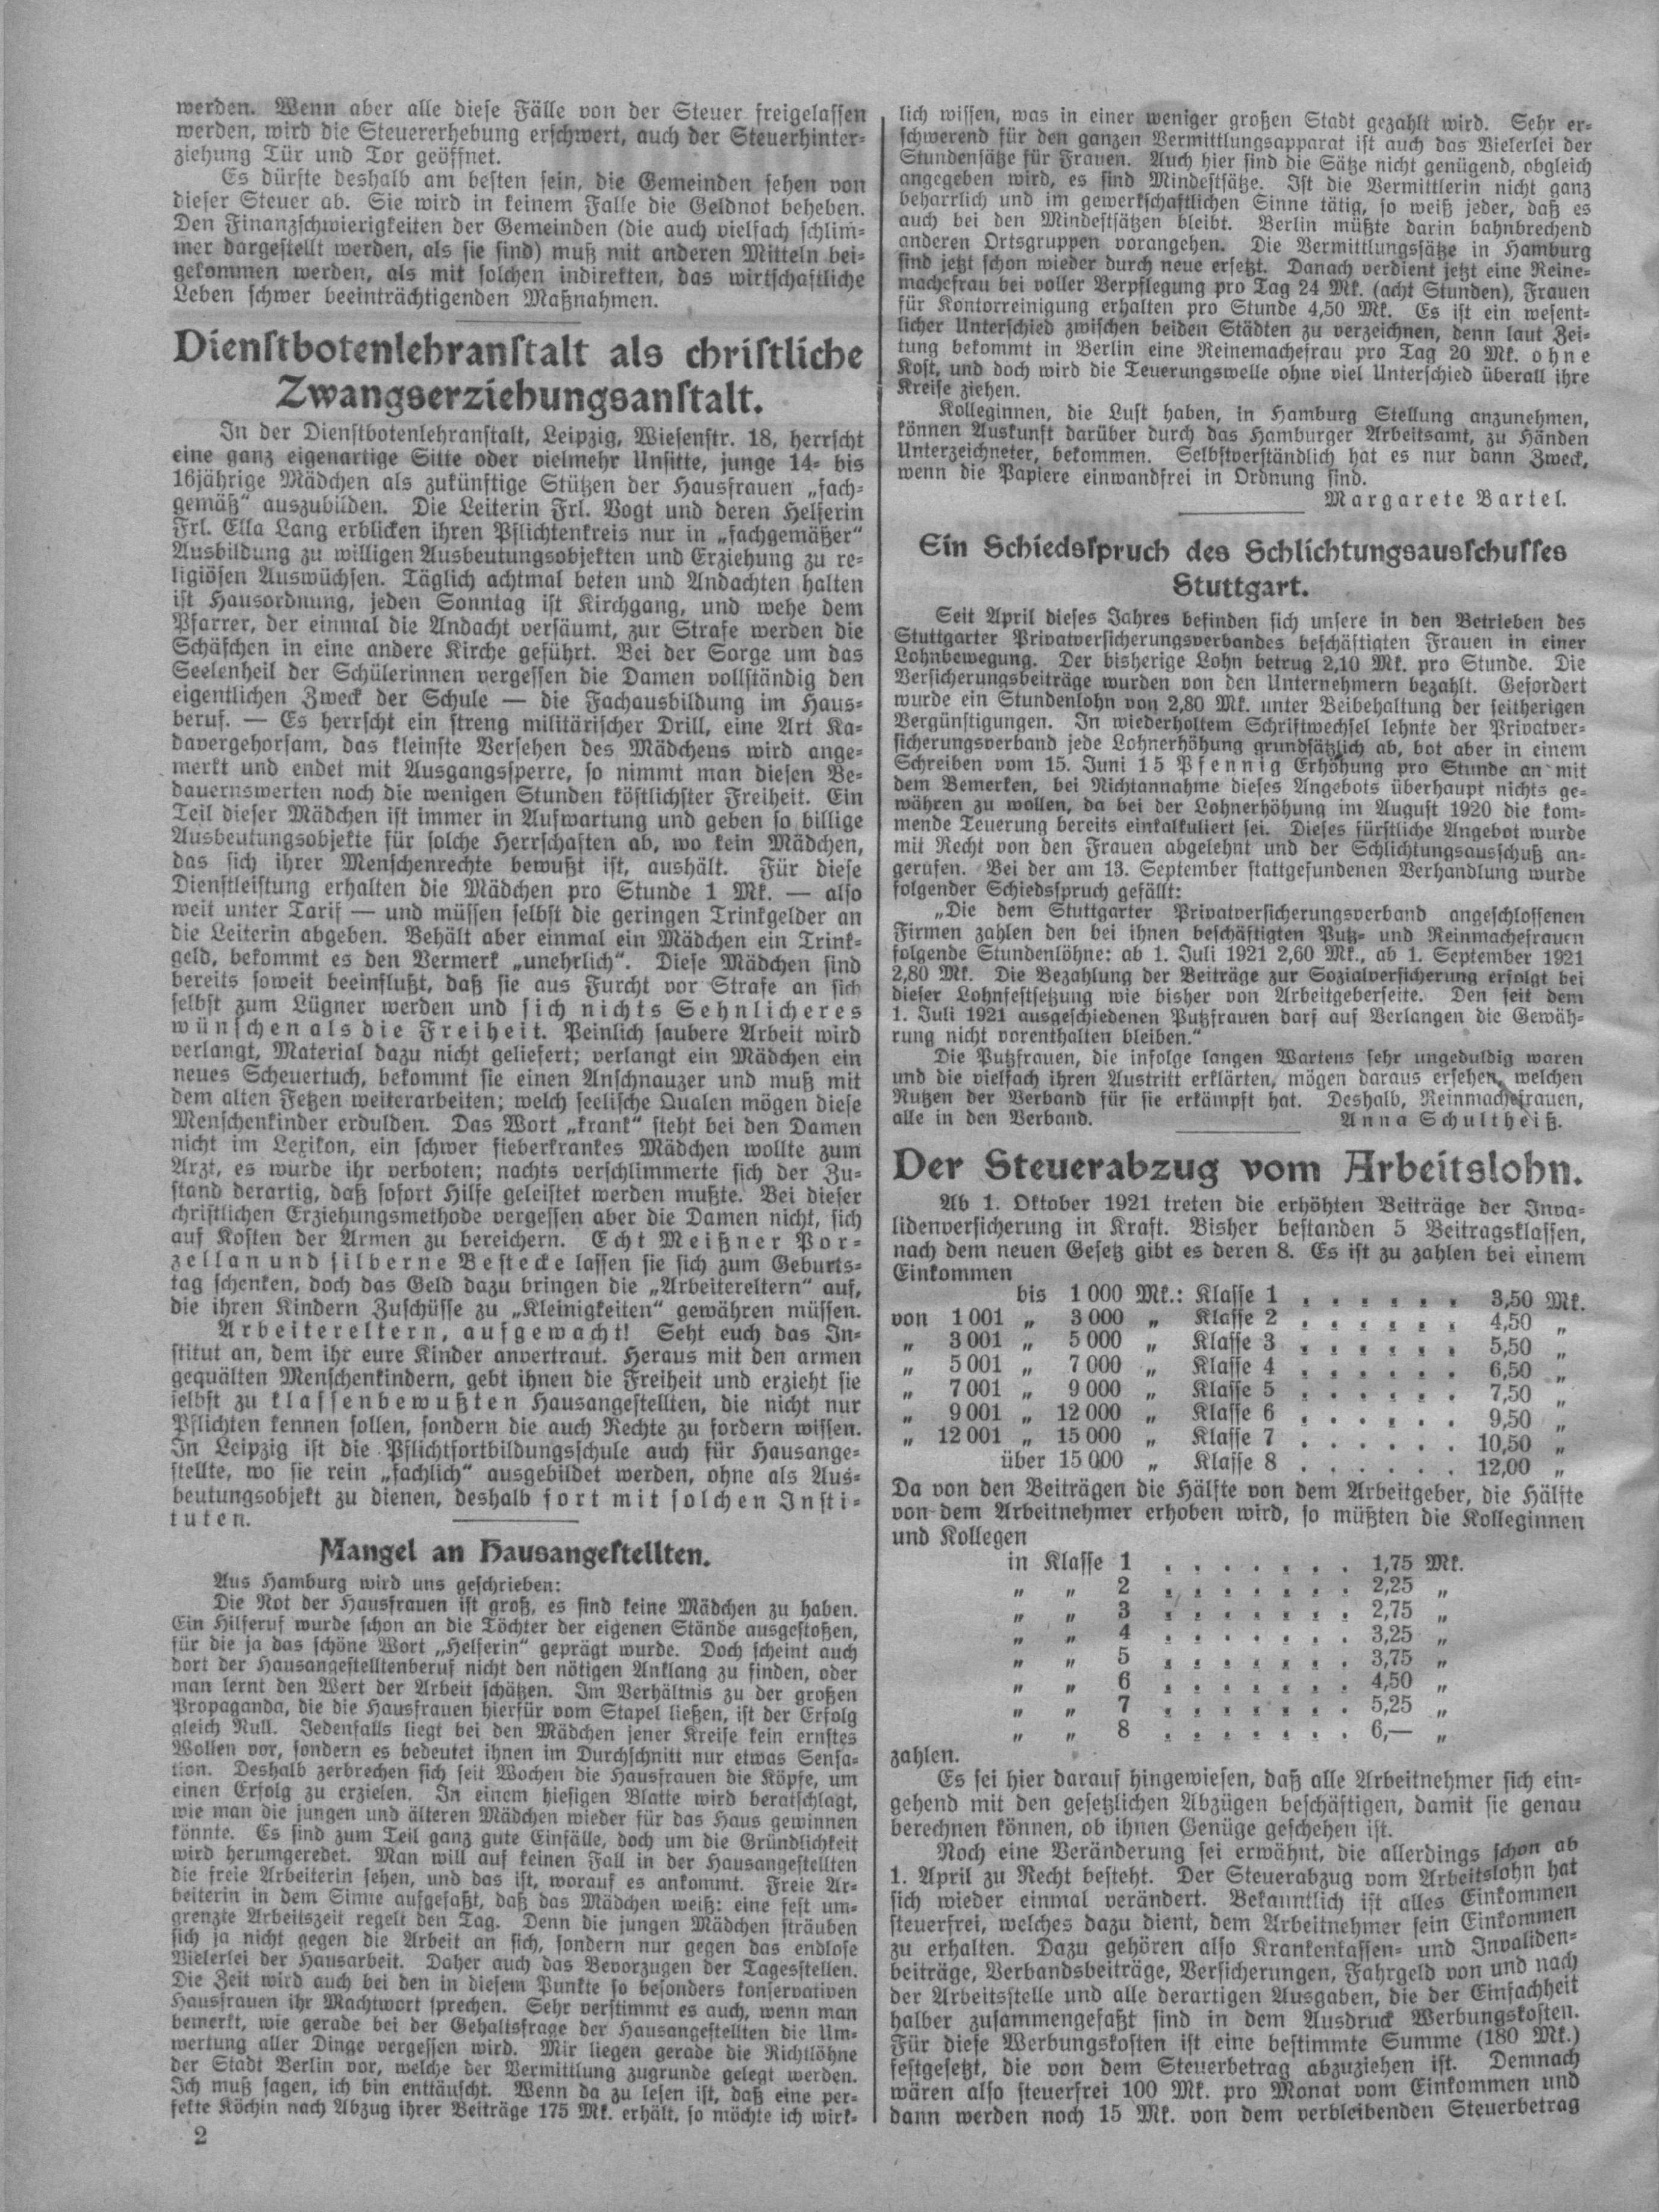 werden. Wenn aber alle diese Fälle von der Steuer freigelassen
werden, wird die Steuererhebung erschwert, auch der Steuerhinter-
ziehung Tür und Tor geöffnet.
Es dürfte deshalb am besten sein, die Gemeinden sehen von
dieser Steuer ab. Sie wird in keinem Falle die Geldnot beheben.
Den Finanzschwierigkeiten der Gemeinden (die auch vielfach schlim-
mer dargestellt werden, als sie sind) muß mit anderen Mitteln bei-
gekommen werden, als mit solchen indirekten, das wirtschaftliche
Leben schwer beeinträchtigenden Maßnahmen.
Dienstbotenlehranstalt als christliche
Zwangserziehungsanstalt.
In der Dienstbotenlehranstalt, Leipzig, Wiesenstr. 18, herrscht
eine ganz eigenartige Sitte oder vielmehr Unsitte, junge 14- bis
16jährige Mädchen als zukünftige Stützen der Hausfrauen „fach-
gemäß“ auszubilden. Die Leiterin Frl. Vogt und deren Helferin
Frl. Ella Lang erblicken ihren Pflichtenkreis nur in „fachgemäßer“
Ausbildung zu willigen Ausbeutungsobjekten und Erziehung zu re-
ligiösen Auswüchsen. Täglich achtmal beten und Andachten halten
ist Hausordnung, jeden Sonntag ist Kirchgang, und wehe dem
Pfarrer, der einmal die Andacht versäumt, zur Strafe werden die
Schäfchen in eine andere Kirche geführt. Bei der Sorge um das
Seelenheil der Schülerinnen vergessen die Damen vollständig den
eigentlichen Zweck der Schule — die Fachausbildung im Haus-
beruf. — Es herrscht ein streng militärischer Drill, eine Art Ka-
davergehorsam, das kleinste Versehen des Mädchens wird ange-
merkt und endet mit Ausgangssperre, so nimmt man diesen Be-
dauernswerten noch die wenigen Stunden köstlichster Freiheit. Ein
Teil dieser Mädchen ist immer in Aufwartung und geben so billige
Ausbeutungsobjekte für solche Herrschaften ab, wo kein Mädchen,
das sich ihrer Menschenrechte bewußt ist, aushält. Für diese
Dienstleistung erhalten die Mädchen pro Stunde 1 Mk. — also
weit unter Tarif — und müssen selbst die geringen Trinkgelder an
die Leiterin abgeben. Behält aber einmal ein Mädchen ein Trink-
geld, bekommt es den Vermerk „unehrlich“. Diese Mädchen sind
bereits soweit beeinflußt, daß sie aus Furcht vor Strafe an sich
selbst zum Lügner werden und sich nichts Sehnlicheres
wünschen als die Freiheit. Peinlich saubere Arbeit wird
verlangt, Material dazu nicht geliefert; verlangt ein Mädchen ein
neues Scheuertuch, bekommt sie einen Anschnauzer und muß mit
dem alten Fetzen weiterarbeiten; welch seelische Qualen mögen diese
Menschenkinder erdulden. Das Wort „krank“ steht bei den Damen
nicht im Lexikon, ein schwer fieberkrankes Mädchen wollte zum
Arzt, es wurde ihr verboten; nachts verschlimmerte sich der Zu-
stand derartig, daß sofort Hilfe geleistet werden mußte. Bei dieser
christlichen Erziehungsmethode vergessen aber die Damen nicht, sich
auf Kosten der Armen zu bereichern. Echt Meißner Por-
zellan und silberne Bestecke lassen sie sich zum Geburts-
tag schenken, doch das Geld dazu bringen die „Arbeitereltern“ auf,
die ihren Kindern Zuschüsse zu „Kleinigkeiten“ gewähren müssen.
Arbeitereltern, aufgewacht! Seht euch das In-
stitut an, dem ihr eure Kinder anvertraut. Heraus mit den armen
gequälten Menschenkindern, gebt ihnen die Freiheit und erzieht sie
selbst zu klassenbewußten Hausangestellten, die nicht nur
Pflichten kennen sollen, sondern die auch Rechte zu fordern wissen.
In Leipzig ist die Pflichtfortbildungsschule auch für Hausange-
stellte, wo sie rein „fachlich“ ausgebildet werden, ohne als Aus-
beutungsobjekt zu dienen, deshalb fort mit solchen Insti-
tuten.
Mangel an Hausangestellten.
Aus Hamburg wird uns geschrieben:
Die Not der Hausfrauen ist groß, es sind keine Mädchen zu haben.
Ein Hilferuf wurde schon an die Töchter der eigenen Stände ausgestoßen,
für die ja das schöne Wort „Helferin“ geprägt wurde. Doch scheint auch
dort der Hausangestelltenberuf nicht den nötigen Anklang zu finden, oder
man lernt den Wert der Arbeit schätzen. Im Verhältnis zu der großen
Propaganda, die die Hausfrauen hierfür vom Stapel ließen, ist der Erfolg
gleich Null. Jedenfalls liegt bei den Mädchen jener Kreise kein ernstes
Wollen vor, sondern es bedeutet ihnen im Durchschnitt nur etwas Sensa-
tion. Deshalb zerbrechen sich seit Wochen die Hausfrauen die Köpfe, um
einen Erfolg zu erzielen. In einem hiesigen Blatte wird beratschlagt,
wie man die jungen und älteren Mädchen wieder für das Haus gewinnen
könnte. Es sind zum Teil ganz gute Einfälle, doch um die Gründlichkeit
wird herumgeredet. Man will auf keinen Fall in der Hausangestellten
die freie Arbeiterin sehen, und das ist, worauf es ankommt. Freie Ar-
beiterin in dem Sinne aufgefaßt, daß das Mädchen weiß: eine fest um-
grenzte Arbeitszeit regelt den Tag. Denn die jungen Mädchen sträuben
sich ja nicht gegen die Arbeit an sich, sondern nur gegen das endlose
Vielerlei der Hausarbeit. Daher auch das Bevorzugen der Tagesstellen.
Die Zeit wird auch bei den in diesem Punkte so besonders konservativen
Hausfrauen ihr Machtwort sprechen. Sehr verstimmt es auch, wenn man
bemerkt, wie gerade bei der Gehaltsfrage der Hausangestellten die Um-
wertung aller Dinge vergessen wird. Mir liegen gerade die Richtlöhne
der Stadt Berlin vor, welche der Vermittlung zugrunde gelegt werden.
Ich muß sagen, ich bin enttäuscht. Wenn da zu lesen ist, daß eine per-
fekte Köchin nach Abzug ihrer Beiträge 175 Mk. erhält, so möchte ich wirk-
2
lich wissen, was in einer weniger großen Stadt gezahlt wird. Sehr er-
schwerend für den ganzen Vermittlungsapparat ist auch das Vielerlei der
Stundensätze für Frauen. Auch hier sind die Sätze nicht genügend, obgleich
angegeben wird, es sind Mindestsätze. Ist die Vermittlerin nicht ganz
beharrlich und im gewerkschaftlichen Sinne tätig, so weiß jeder, daß es
auch bei den Mindestsätzen bleibt. Berlin müßte darin bahnbrechend
anderen Ortsgruppen vorangehen. Die Vermittlungssätze in Hamburg
sind jetzt schon wieder durch neue ersetzt. Danach verdient jetzt eine Reine-
machefrau bei voller Verpflegung pro Tag 24 Mk. (acht Stunden), Frauen
für Kontorreinigung erhalten pro Stunde 4,50 Mk. Es ist ein wesent-
licher Unterschied zwischen beiden Städten zu verzeichnen, denn laut Zei-
tung bekommt in Berlin eine Reinemachefrau pro Tag 20 Mk. ohne
Kost, und doch wird die Teuerungswelle ohne viel Unterschied überall ihre
Kreise ziehen.
Kolleginnen, die Lust haben, in Hamburg Stellung anzunehmen,
können Auskunft darüber durch das Hamburger Arbeitsamt, zu Händen
Unterzeichneter, bekommen. Selbstverständlich hat es nur dann Zweck,
wenn die Papiere einwandfrei in Ordnung sind.
Margarete Bartel.
Ein Schiedsspruch des Schlichtungsausschusses
Stuttgart.
Seit April dieses Jahres befinden sich unsere in den Betrieben des
Stuttgarter Privatversicherungsverbandes beschäftigten Frauen in einer
Lohnbewegung. Der bisherige Lohn betrug 2,10 Mk. pro Stunde. Die
Versicherungsbeiträge wurden von den Unternehmern bezahlt. Gefordert
wurde ein Stundenlohn von 2,80 Mk. unter Beibehaltung der seitherigen
Vergünstigungen. In wiederholtem Schriftwechsel lehnte der Privatver-
sicherungsverband jede Lohnerhöhung grundsätzlich ab, bot aber in einem
Schreiben vom 15. Juni 15 Pfennig Erhöhung pro Stunde an mit
dem Bemerken, bei Nichtannahme dieses Angebots überhaupt nichts ge-
währen zu wollen, da bei der Lohnerhöhung im August 1920 die kom-
mende Teuerung bereits einkalkuliert sei. Dieses fürstliche Angebot wurde
mit Recht von den Frauen abgelehnt und der Schlichtungsausschuß an-
gerufen. Bei der am 13. September stattgefundenen Verhandlung wurde
folgender Schiedsspruch gefällt:
„Die dem Stuttgarter Privatversicherungsverband angeschlossenen
Firmen zahlen den bei ihnen beschäftigten Putz- und Reinmachefrauen
folgende Stundenlöhne: ab 1. Juli 1921 2,60 Mk., ab 1. September 1921
2,80 Mk. Die Bezahlung der Beiträge zur Sozialversicherung erfolgt bei
dieser Lohnfestsetzung wie bisher von Arbeitgeberseite. Den seit dem
1. Juli 1921 ausgeschiedenen Putzfrauen darf auf Verlangen die Gewäh-
rung nicht vorenthalten bleiben.“
Die Putzfrauen, die infolge langen Wartens sehr ungeduldig waren
und die vielfach ihren Austritt erklärten, mögen daraus ersehen, welchen
Nutzen der Verband für sie erkämpft hat. Deshalb, Reinmachefrauen,
alle in den Verband. Anna Schultheiß.
Der Steuerabzug vom Arbeitslohn.
Ab 1. Oktober 1921 treten die erhöhten Beiträge der Inva-
lidenversicherung in Kraft. Bisher bestanden 5 Beitragsklassen,
nach dem neuen Gesetz gibt es deren 8. Es ist zu zahlen bei einem
Einkommen
bis 1 000 Mk.: Klasse 1 . . . . . . 3,50 Mk.
von 1 001 „ 3 000 „ Klasse 2 . . . . . . 4,50 „
„ 3 001 „ 5 000 „ Klasse 3 . . . . . . 5,50 „
„ 5 001 „ 7 000 „ Klasse 4 . . . . . . 6,50 „
„ 7 001 „ 9 000 „ Klasse 5 . . . . . . 7,50 „
„ 9 001 „ 12 000 „ Klasse 6 . . . . . . 9,50 „
„ 12 001 „ 15 000 „ Klasse 7 . . . . . . 10,50 „
über 15 000 „ Klasse 8 . . . . . . 12,00 „
Da von den Beiträgen die Hälfte von dem Arbeitgeber, die Hälfte
von dem Arbeitnehmer erhoben wird, so müßten die Kolleginnen
und Kollegen
in Klasse 1 . . . . . . . 1,75 Mk.
„ „ 2 . . . . . . . 2,25 „
„ „ 3 . . . . . . . 2,75 „
„ „ 4 . . . . . . . 3,25 „
„ „ 5 . . . . . . . 3,75 „
„ „ 6 . . . . . . . 4,50 „
„ „ 7 . . . . . . . 5,25 „
„ „ 8 . . . . . . . 6,— „
zahlen.
Es sei hier darauf hingewiesen, daß alle Arbeitnehmer sich ein-
gehend mit den gesetzlichen Abzügen beschäftigen, damit sie genau
berechnen können, ob ihnen Genüge geschehen ist.
Noch eine Veränderung sei erwähnt, die allerdings schon ab
1. April zu Recht besteht. Der Steuerabzug vom Arbeitslohn hat
sich wieder einmal verändert. Bekanntlich ist alles Einkommen
steuerfrei, welches dazu dient, dem Arbeitnehmer sein Einkommen
zu erhalten. Dazu gehören also Krankenkassen- und Invaliden-
beiträge, Verbandsbeiträge, Versicherungen, Fahrgeld von und nach
der Arbeitsstelle und alle derartigen Ausgaben, die der Einfachheit
halber zusammengefaßt sind in dem Ausdruck Werbungskosten.
Für diese Werbungskosten ist eine bestimmte Summe (180 Mk.)
festgesetzt, die von dem Steuerbetrag abzuziehen ist. Demnach
wären also steuerfrei 100 Mk. pro Monat vom Einkommen und
dann werden noch 15 Mk. von dem verbleibenden Steuerbetrag